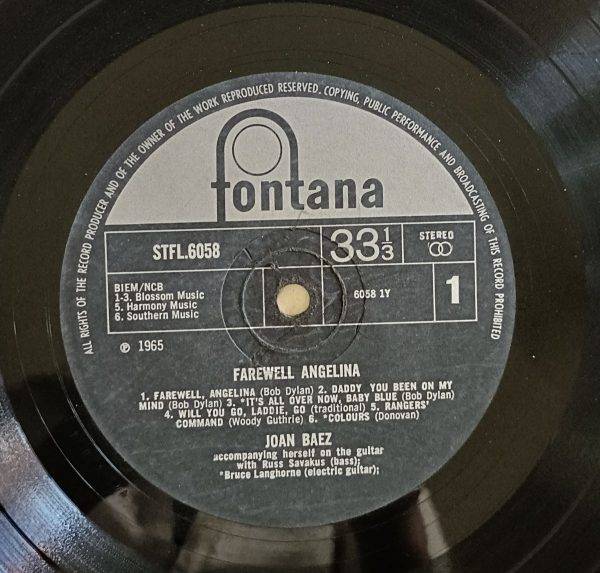 ALL RIGHTS OF THE RECORD PRODUCER AND OF THE OWNER OF THE WORK REPRODUCED RESERVED. COPYING, PUBLIC PERFORMANCE AND BROADCASTING OF THIS RECORD PROHIBITED
fontana
STFL.6058
33⅓
STEREO
BIEM/NCB
1-3. Blossom Music
5. Harmony Music
6. Southern Music
6058 1Y
1
℗ 1965
FAREWELL ANGELINA
1. FAREWELL, ANGELINA (Bob Dylan) 2. DADDY YOU BEEN ON MY
MIND (Bob Dylan) 3. *IT'S ALL OVER NOW, BABY BLUE (Bob Dylan)
4. WILL YOU GO, LADDIE, GO (traditional) 5. RANGERS'
COMMAND (Woody Guthrie) 6. *COLOURS (Donovan)
JOAN BAEZ
accompanying herself on the guitar
with Russ Savakus (bass);
*Bruce Langhorne (electric guitar);